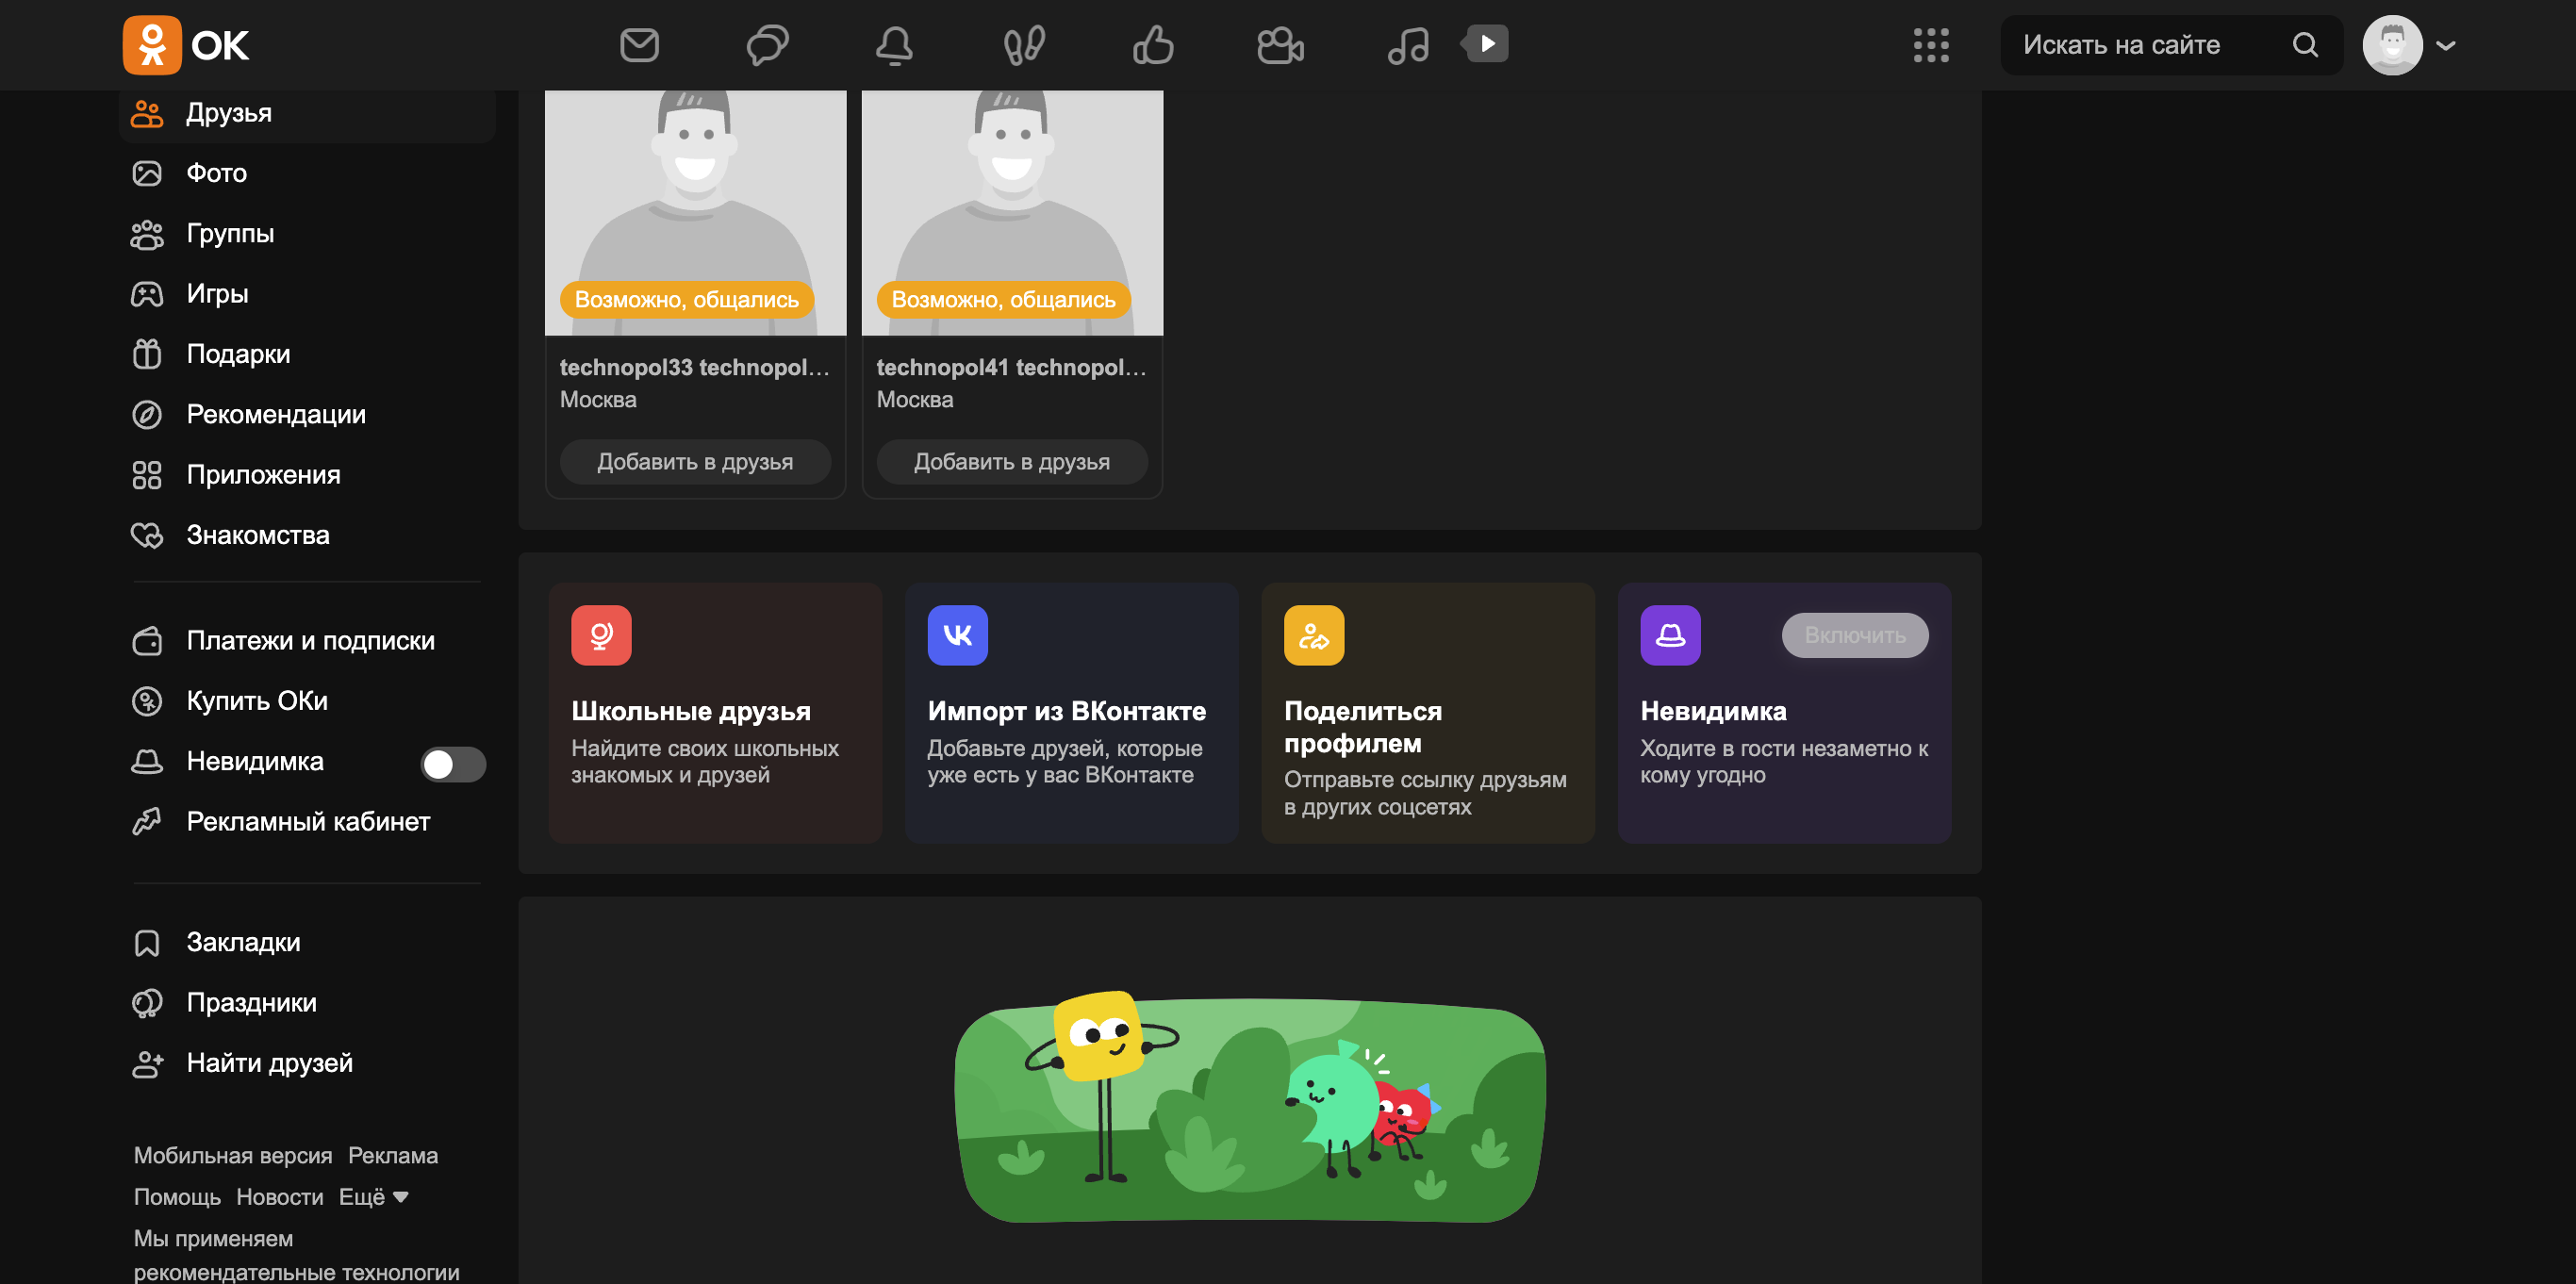 ОК
Искать на сайте
Друзья
Фото
Группы
Игры
Подарки
Рекомендации
Приложения
Знакомства
Платежи и подписки
Купить ОКи
Невидимка
Рекламный кабинет
Закладки
Праздники
Найти друзей
Мобильная версия Реклама
Помощь Новости Ещё
Мы применяем
рекомендательные технологии
Возможно, общались
technopol33 technopol...
Москва
Добавить в друзья
Возможно, общались
technopol41 technopol...
Москва
Добавить в друзья
Школьные друзья
Найдите своих школьных
знакомых и друзей
Импорт из ВКонтакте
Добавьте друзей, которые
уже есть у вас ВКонтакте
Поделиться
профилем
Отправьте ссылку друзьям
в других соцсетях
Включить
Невидимка
Ходите в гости незаметно к
кому угодно